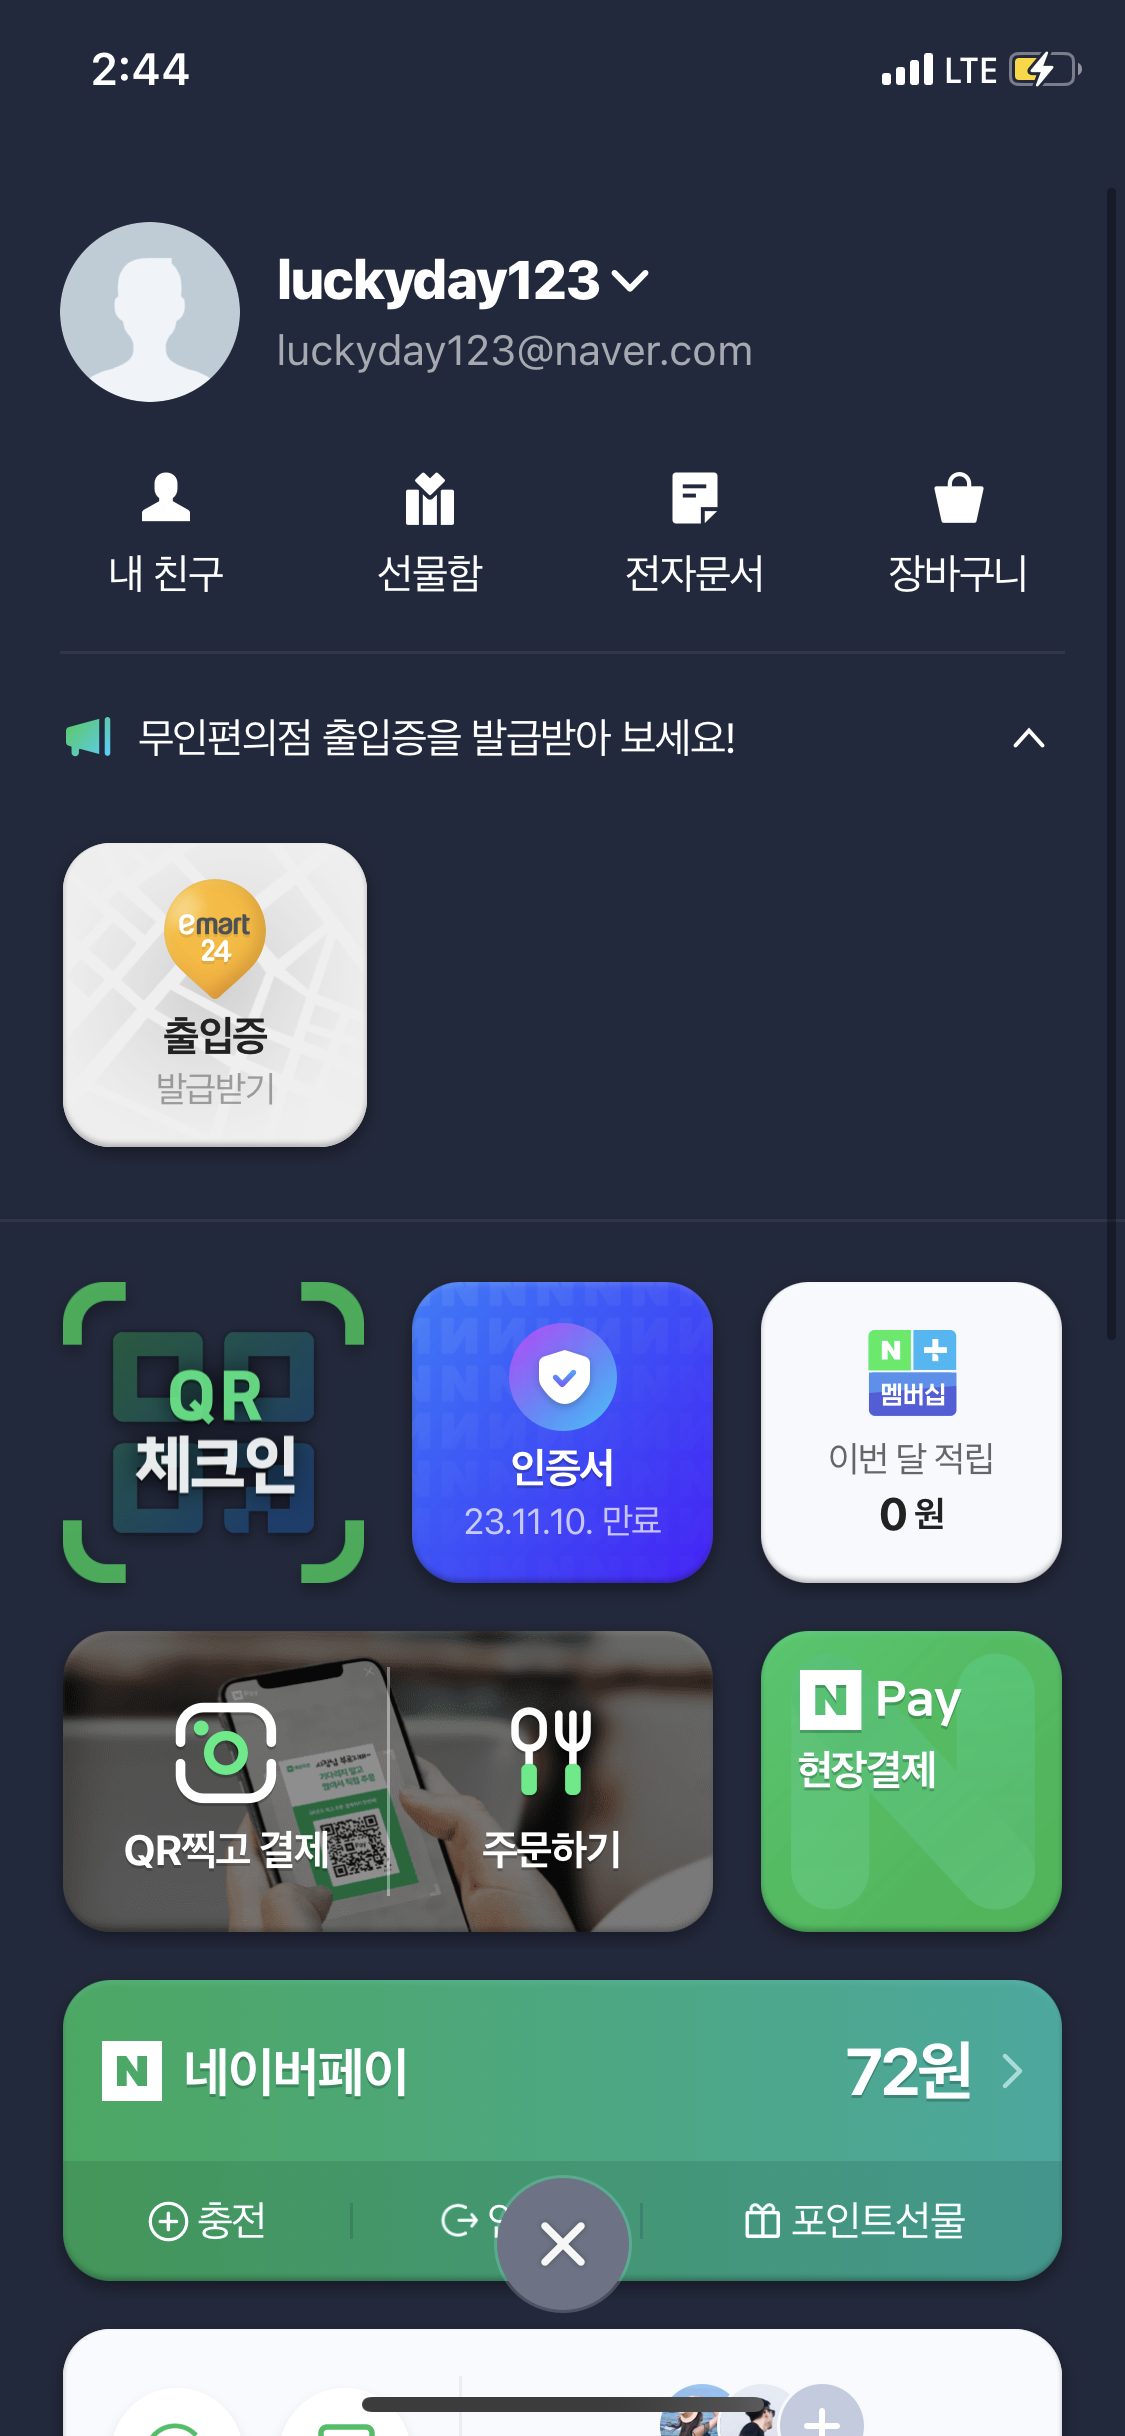 2:44
LTE
luckyday123
luckyday123@naver.com
내 친구
선물함
전자문서
장바구니
무인편의점 출입증을 발급받아 보세요!
emart
24
출입증
발급받기
QR
체크인
인증서
23.11.10. 만료
N
멤버십
이번 달 적립
0 원
QR찍고 결제
주문하기
N Pay
현장결제
N 네이버페이
72원
충전
포인트선물